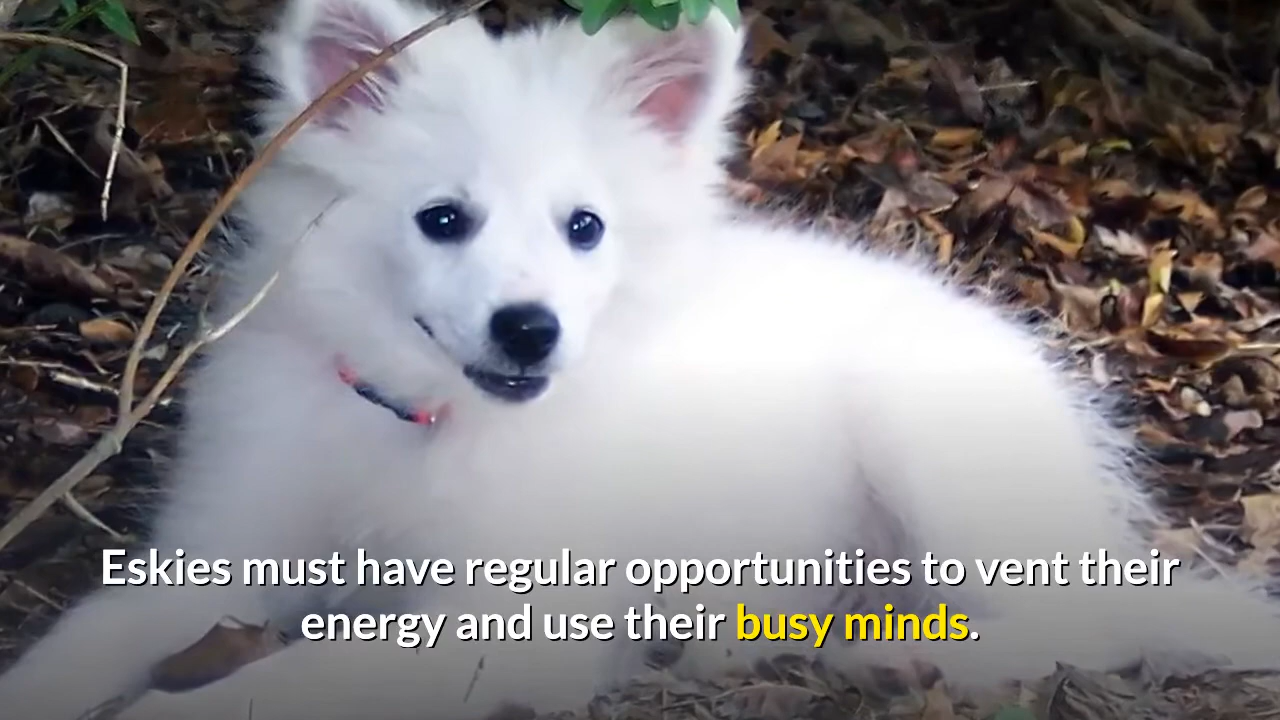 Eskies must have regular opportunities to vent their
energy and use their busy minds.